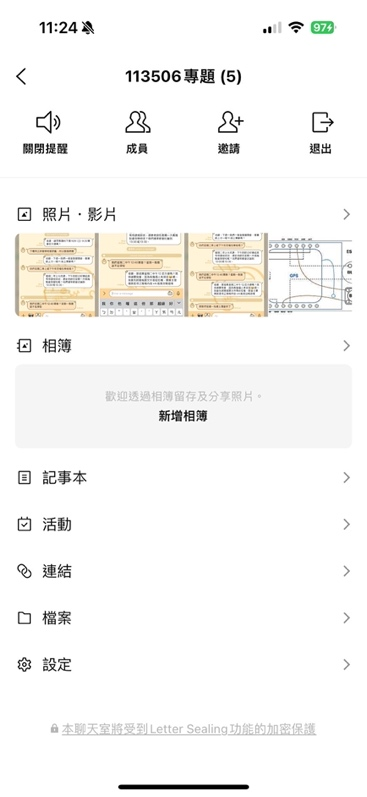 11:24
97
113506專題 (5)
關閉提醒
成員
邀請
退出
照片・影片
GPS
相簿
歡迎透過相簿留存及分享照片。
新增相簿
記事本
活動
連結
檔案
設定
本聊天室將受到Letter Sealing功能的加密保護